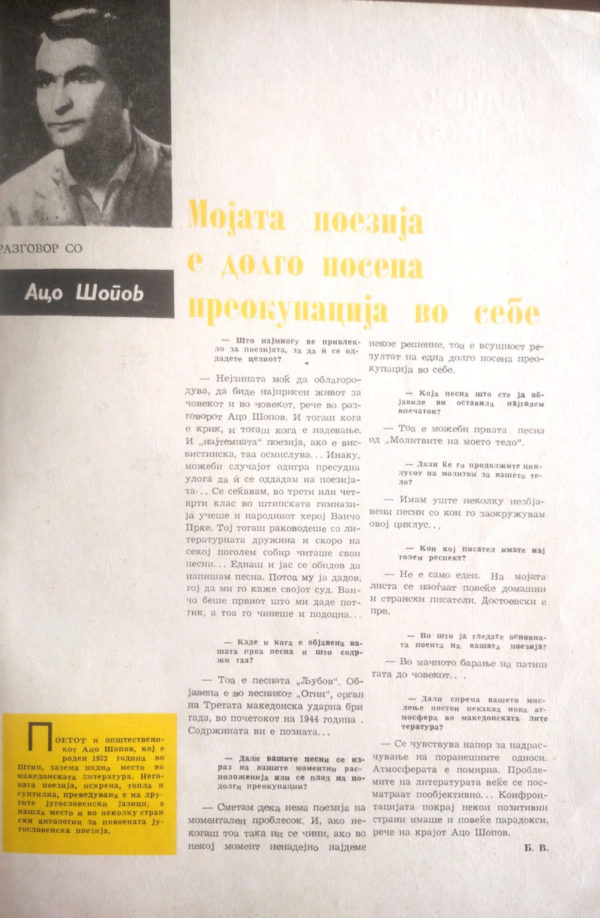 РАЗГОВОР СО
Ацо Шопов
Мојата поезија
е долго носена
преокупација во себе
— Што најмногу ве привлек-
ло за поезијата, за да ѝ се од-
дадете целиот?
— Нејзината моќ да облагоро-
дува, да биде најприсен живот за
човекот и во човекот, рече во раз-
говорот Ацо Шопов. И тогаш кога
е крик, и тогаш кога е надевање.
И „најтемната“ поезија, ако е вис-
вистинска, таа осмислува... Инаку,
можеби случајот одигра пресудна
улога да ѝ се оддадам на поезија-
та... Се сеќавам, во трети или чет-
врти клас во штипската гимнази-
ја учеше и народниот херој Ванчо
Прке. Тој тогаш раководеше со ли-
тературната дружина и скоро на
секој поголем собир читаше свои
песни... Еднаш и јас се обидов да
напишам песна. Потоа му ја дадов,
гој да ми го каже својот суд. Ван-
чо беше првиот што ми даде пот-
тик, а тоа го чинеше и подоцна...
— Каде и кога е објавена ва-
шата прва песна и што содр-
жи таа?
— Тоа е песната „Љубов“. Об-
јавена е во весникот „Огин“, орган
на Третата македонска ударна бри
гада, во почетокот на 1944 година .
Содржината ви е позната...
— Дали вашите песни се из-
раз на вашите моментни рас-
положенија или се плод на по-
долги преокупации?
— Сметам дека нема поезија на
моментален проблесок. И, ако не-
когаш тоа така ни се чини, ако во
некој момент ненадејно најдеме
некое решение, тоа е всушност ре-
зултат на една долго носена прео-
купација во себе.
— Која песна што сте ја об-
јавиле ви оставила најголем
впечаток?
— Тоа е можеби првата песна
од „Молитвите на моето тело“.
— Дали ќе го продолжите цик-
лусот на молитви за вашето те-
ло?
— Имам уште неколку необја-
вени песни со кои го заокружувам
овој циклус...
— Кон кој писател имате нај
голем респект?
— Не е само еден. На мојата
листа се наоѓаат повеќе домашни
и странски писатели. Достоевски е
прв.
— Во што ја гледате основна-
та поента на вашата поезија?
— Во мачното барање на патиш
тата до човекот...
— Дали спрема вашето мис-
лење постои некаква нова ат-
мосфера во македонската лите
ратура?
— Се чувствува напор за надрас-
чување на поранешните односи.
Атмосферата е помирна. Пробле-
мите на литературата веќе се пос-
матраат пообјективно... Конфрон-
тацијата покрај некои позитивни
страни имаше и повеќе парадокси,
рече на крајот Ацо Шопов.
Б. В.
ПОЕТОТ и општествени-
кот Ацо Шопов, кој е
роден 1923 година во
Штип, зазема видно место во
македонската литература. Него-
вата поезија, искрена, топла и
суптилна, преведувана е на дру-
гите југословенски јазици, а
нашла место и во неколку стран
ски антологии за повоената ју-
гословенска поезија.